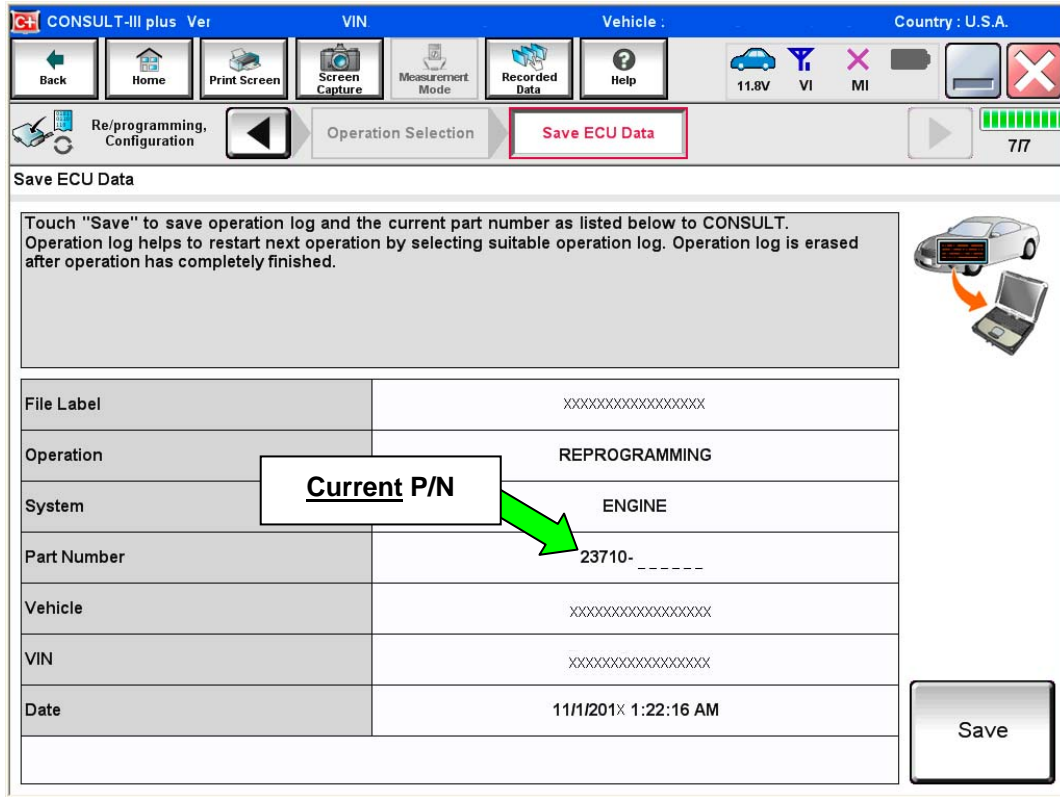 C+ CONSULT-III plus Ver VIN. Vehicle : Country : U.S.A.
Back Home Print Screen Screen Capture Measurement Mode Recorded Data Help 11.8V VI MI
Re/programming, Configuration Operation Selection Save ECU Data 7/7
Save ECU Data
Touch "Save" to save operation log and the current part number as listed below to CONSULT.
Operation log helps to restart next operation by selecting suitable operation log. Operation log is erased
after operation has completely finished.
File Label XXXXXXXXXXXXXXXXX
Operation REPROGRAMMING
Current P/N
System ENGINE
Part Number 23710-_ _ _ _ _ _
Vehicle XXXXXXXXXXXXXXXXX
VIN XXXXXXXXXXXXXXXXX
Date 11/1/201X 1:22:16 AM
Save